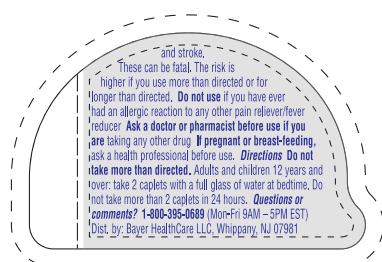 and stroke.
These can be fatal. The risk is
higher if you use more than directed or for
longer than directed. Do not use if you have ever
had an allergic reaction to any other pain reliever/fever
reducer Ask a doctor or pharmacist before use if you
are taking any other drug If pregnant or breast-feeding,
ask a health professional before use. Directions Do not
take more than directed. Adults and children 12 years and
over: take 2 caplets with a full glass of water at bedtime. Do
not take more than 2 caplets in 24 hours. Questions or
comments? 1-800-395-0689 (Mon-Fri 9AM – 5PM EST)
Dist. by: Bayer HealthCare LLC, Whippany, NJ 07981